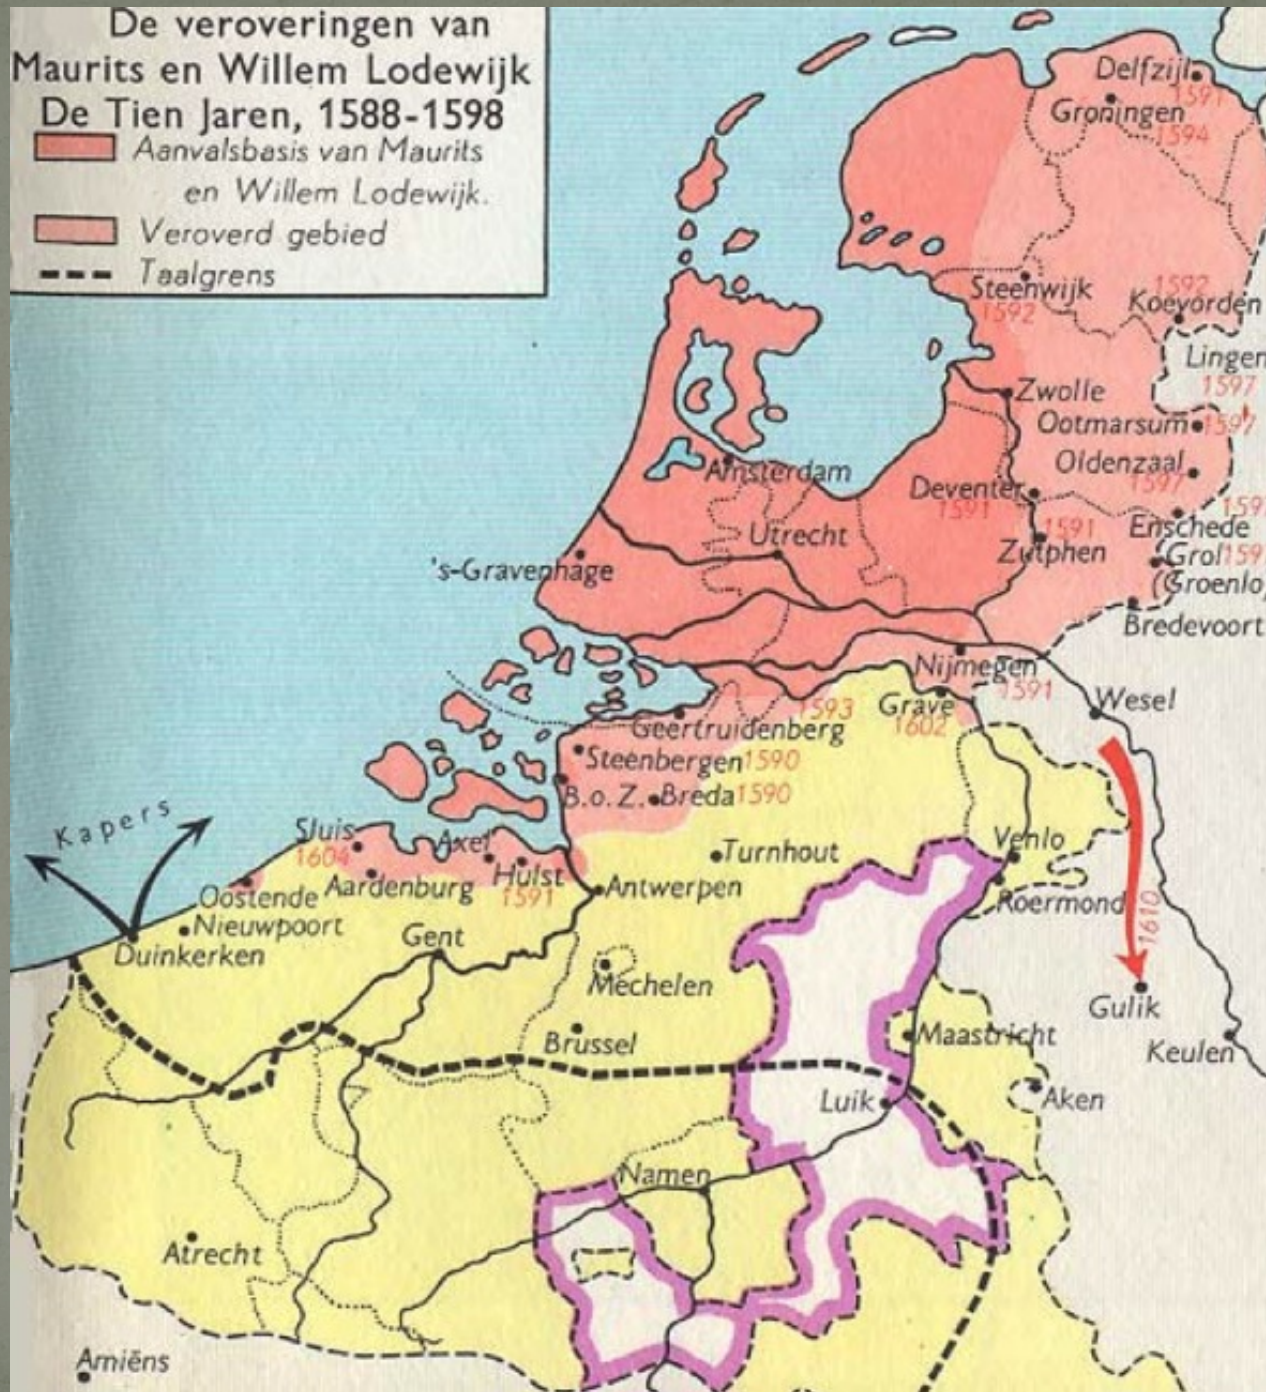 De veroveringen van
Maurits en Willem Lodewijk
De Tien Jaren, 1588-1598
Aanvalsbasis van Maurits
en Willem Lodewijk.
Veroverd gebied
Taalgrens
Delfzijl
1591
Groningen
1594
Steenwijk
1592
1592
Koevorden
Lingen
1597
Zwolle
Ootmarsum 1597
Oldenzaal
1597
Amsterdam
Deventer
1591
Enschede
Utrecht
1591
Zutphen
Grol
(Groenlo)
's-Gravenhage
Bredevoort
Nijmegen
1591
Wesel
Grave
1602
1593
Geertruidenberg
Steenbergen 1590
B.o.Z. Breda 1590
Kapers
Sluis
1604
Axel
Hulst
1591
Aardenburg
Turnhout
Venlo
Oostende
Antwerpen
Roermond
1610
Nieuwpoort
Duinkerken
Gent
Mechelen
Gulik
Brussel
Maastricht
Keulen
Luik
Aken
Namen
Atrecht
Amiëns